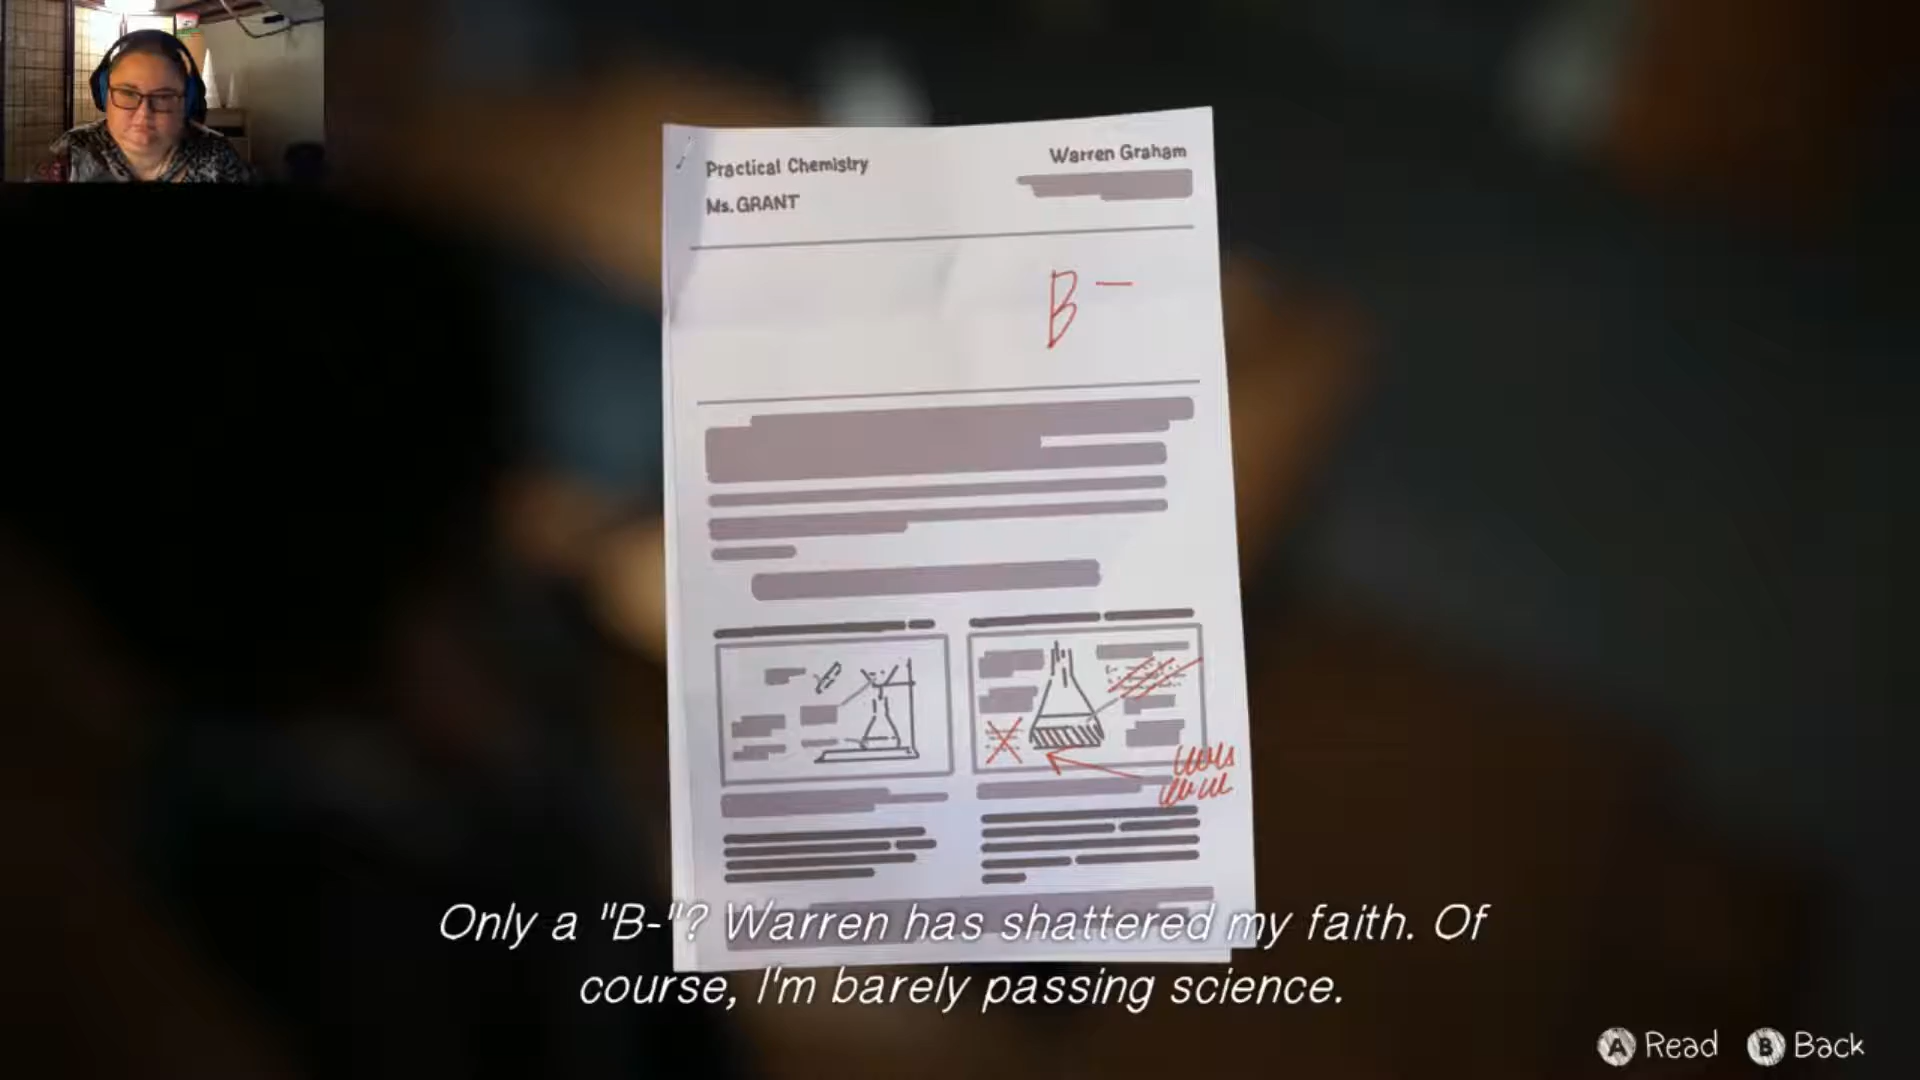 Practical Chemistry
Warren Graham
Ms. GRANT
B-
Only a "B-"? Warren has shattered my faith. Of
course, I'm barely passing science.
A Read B Back